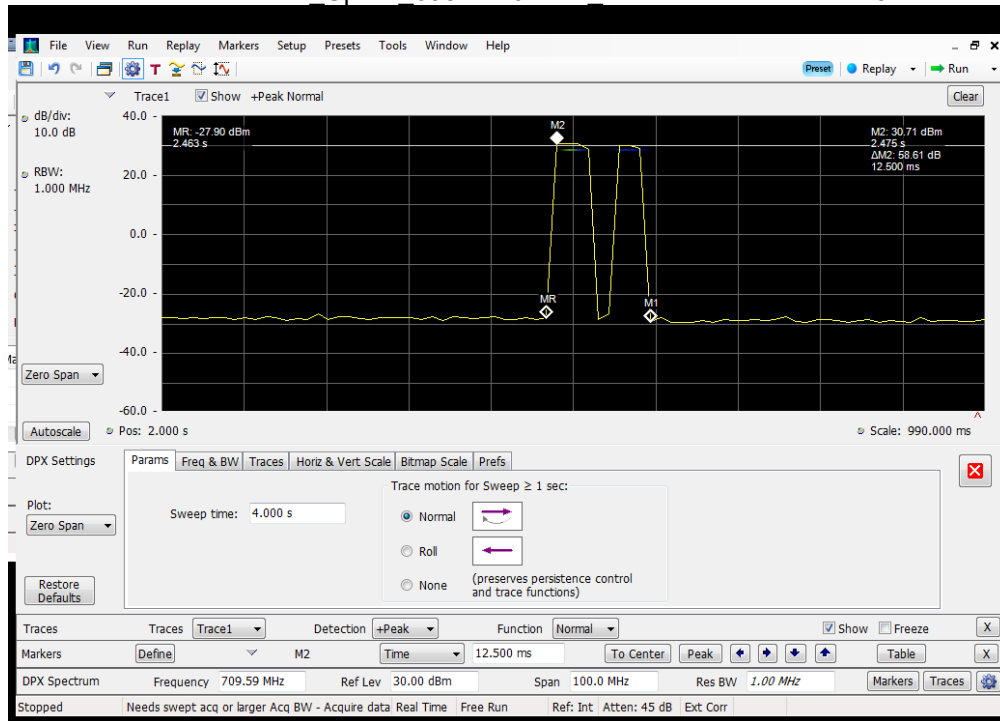 File View Run Replay Markers Setup Presets Tools Window Help
T Preset Replay Run
Trace1 Show +Peak Normal Clear
dB/div:
10.0 dB
RBW:
1.000 MHz
40.0
20.0
0.0
-20.0
-40.0
-60.0
MR: -27.90 dBm
2.463 s
M2
M2: 30.71 dBm
2.475 s
ΔM2: 58.61 dB
12.500 ms
MR
M1
Zero Span
Autoscale Pos: 2.000 s Scale: 990.000 ms
DPX Settings Params Freq & BW Traces Horiz & Vert Scale Bitmap Scale Prefs
Plot:
Zero Span
Restore
Defaults
Sweep time: 4.000 s
Trace motion for Sweep ≥ 1 sec:
Normal
Roll
None (preserves persistence control
and trace functions)
Traces Traces Trace1 Detection +Peak Function Normal Show Freeze X
Markers Define M2 Time 12.500 ms To Center Peak Table X
DPX Spectrum Frequency 709.59 MHz Ref Lev 30.00 dBm Span 100.0 MHz Res BW 1.00 MHz Markers Traces
Stopped Needs swept acq or larger Acq BW - Acquire data Real Time Free Run Ref: Int Atten: 45 dB Ext Corr